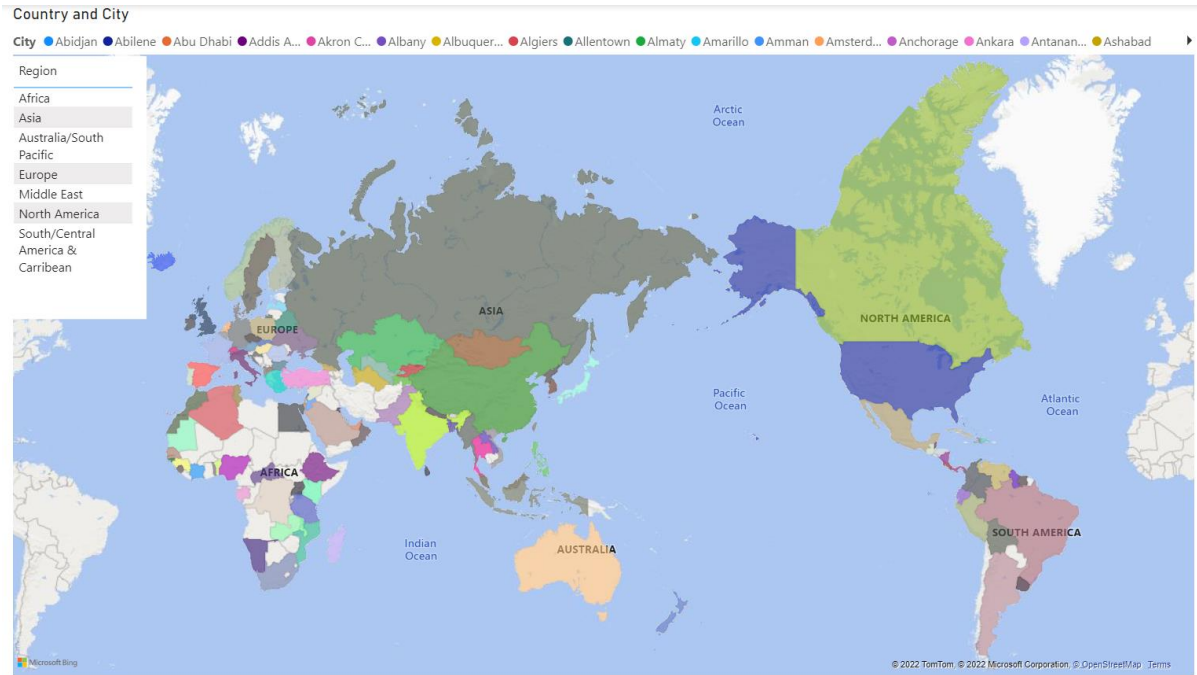 Country and City
City Abidjan Abilene Abu Dhabi Addis A... Akron C... Albany Albuquer... Algiers Allentown Almaty Amarillo Amman Amsterd... Anchorage Ankara Antanan... Ashabad
Region
Africa
Asia
Australia/South
Pacific
Europe
Middle East
North America
South/Central
America &
Carribean
Arctic
Ocean
ASIA
EUROPE
NORTH AMERICA
Pacific
Ocean
Atlantic
Ocean
AFRICA
SOUTH AMERICA
Indian
Ocean
AUSTRALIA
Microsoft Bing
© 2022 TomTom, © 2022 Microsoft Corporation, © OpenStreetMap Terms